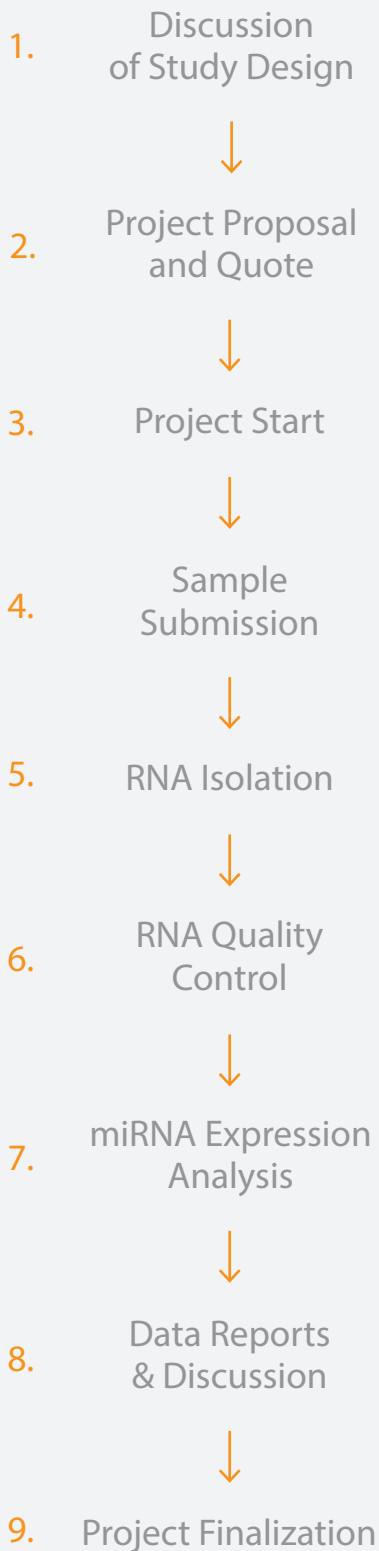 1. Discussion
of Study Design
2. Project Proposal
and Quote
3. Project Start
4. Sample
Submission
5. RNA Isolation
6. RNA Quality
Control
7. miRNA Expression
Analysis
8. Data Reports
& Discussion
9. Project Finalization